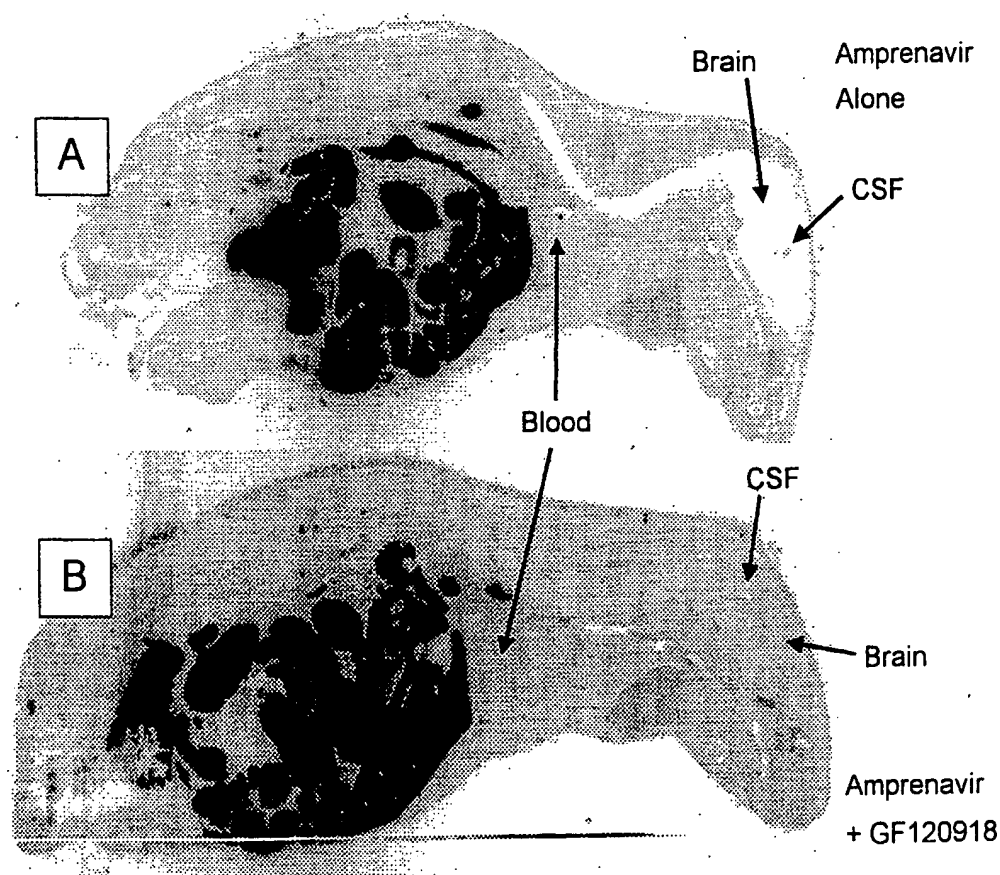 A
Brain
Amprenavir
Alone
CSF
Blood
B
CSF
Brain
Amprenavir
+ GF120918